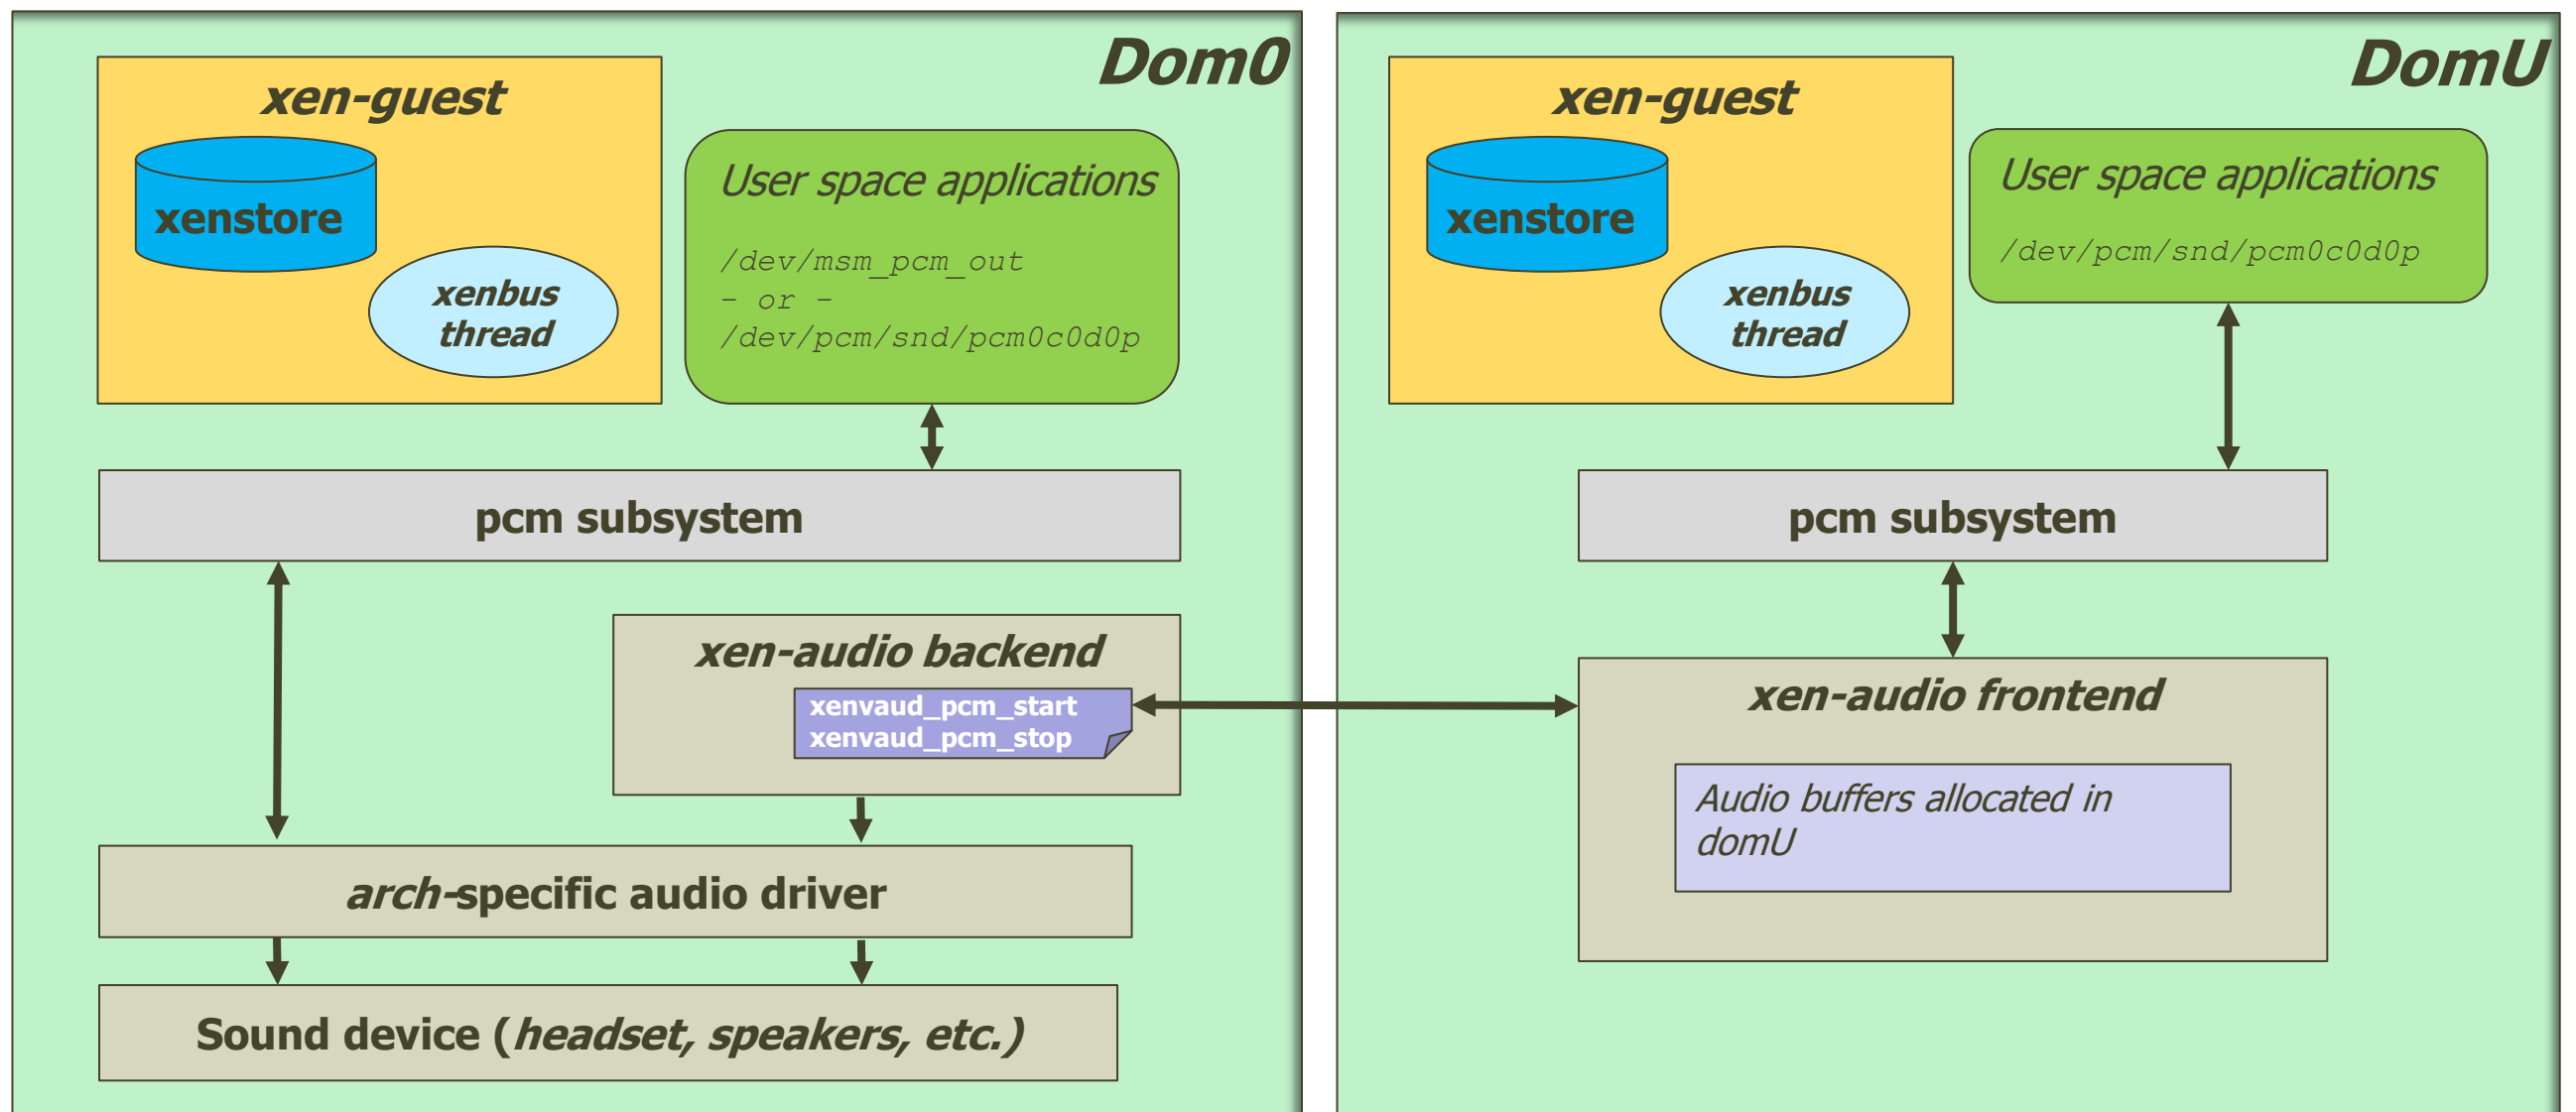 Dom0
xen-guest
xenstore
xenbus
thread
User space applications
/dev/msm_pcm_out
- or -
/dev/pcm/snd/pcm0c0d0p
pcm subsystem
xen-audio backend
xenvaud_pcm_start
xenvaud_pcm_stop
arch-specific audio driver
Sound device (headset, speakers, etc.)
DomU
xen-guest
xenstore
xenbus
thread
User space applications
/dev/pcm/snd/pcm0c0d0p
pcm subsystem
xen-audio frontend
Audio buffers allocated in
domU